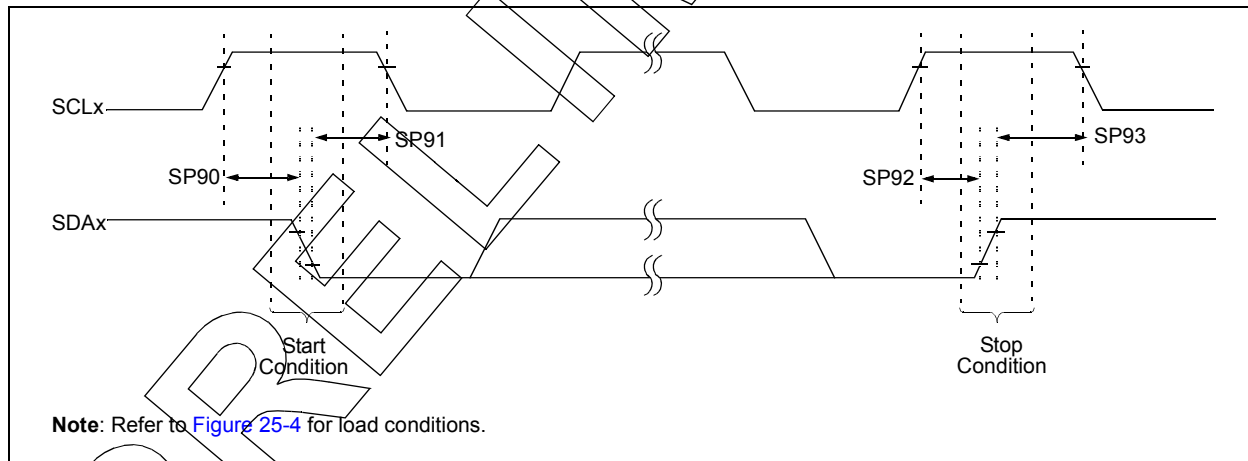 SCLx
SP91
SP93
SP90
SP92
SDAx
Start
Condition
Stop
Condition
Note: Refer to Figure 25-4 for load conditions.